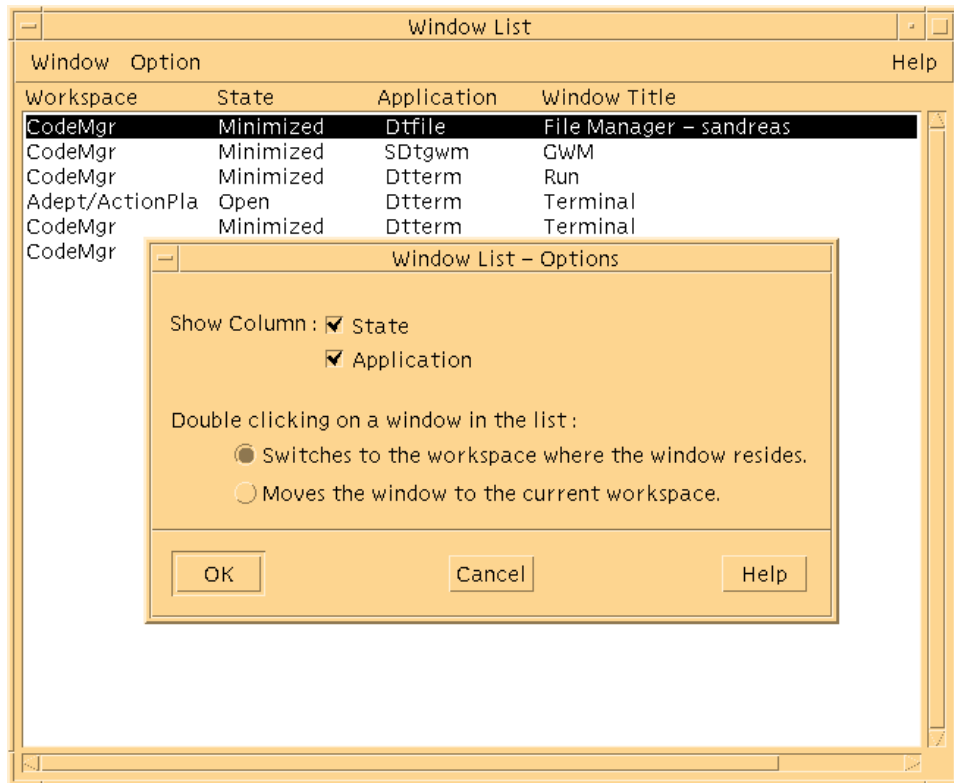 Window List
Window Option Help
Workspace State Application Window Title
CodeMgr Minimized Dtfile File Manager – sandreas
CodeMgr Minimized SDtgwm GWM
CodeMgr Minimized Dtterm Run
Adept/ActionPla Open Dtterm Terminal
CodeMgr Minimized Dtterm Terminal
CodeMgr
Window List – Options
Show Column : State
Application
Double clicking on a window in the list :
Switches to the workspace where the window resides.
Moves the window to the current workspace.
OK Cancel Help